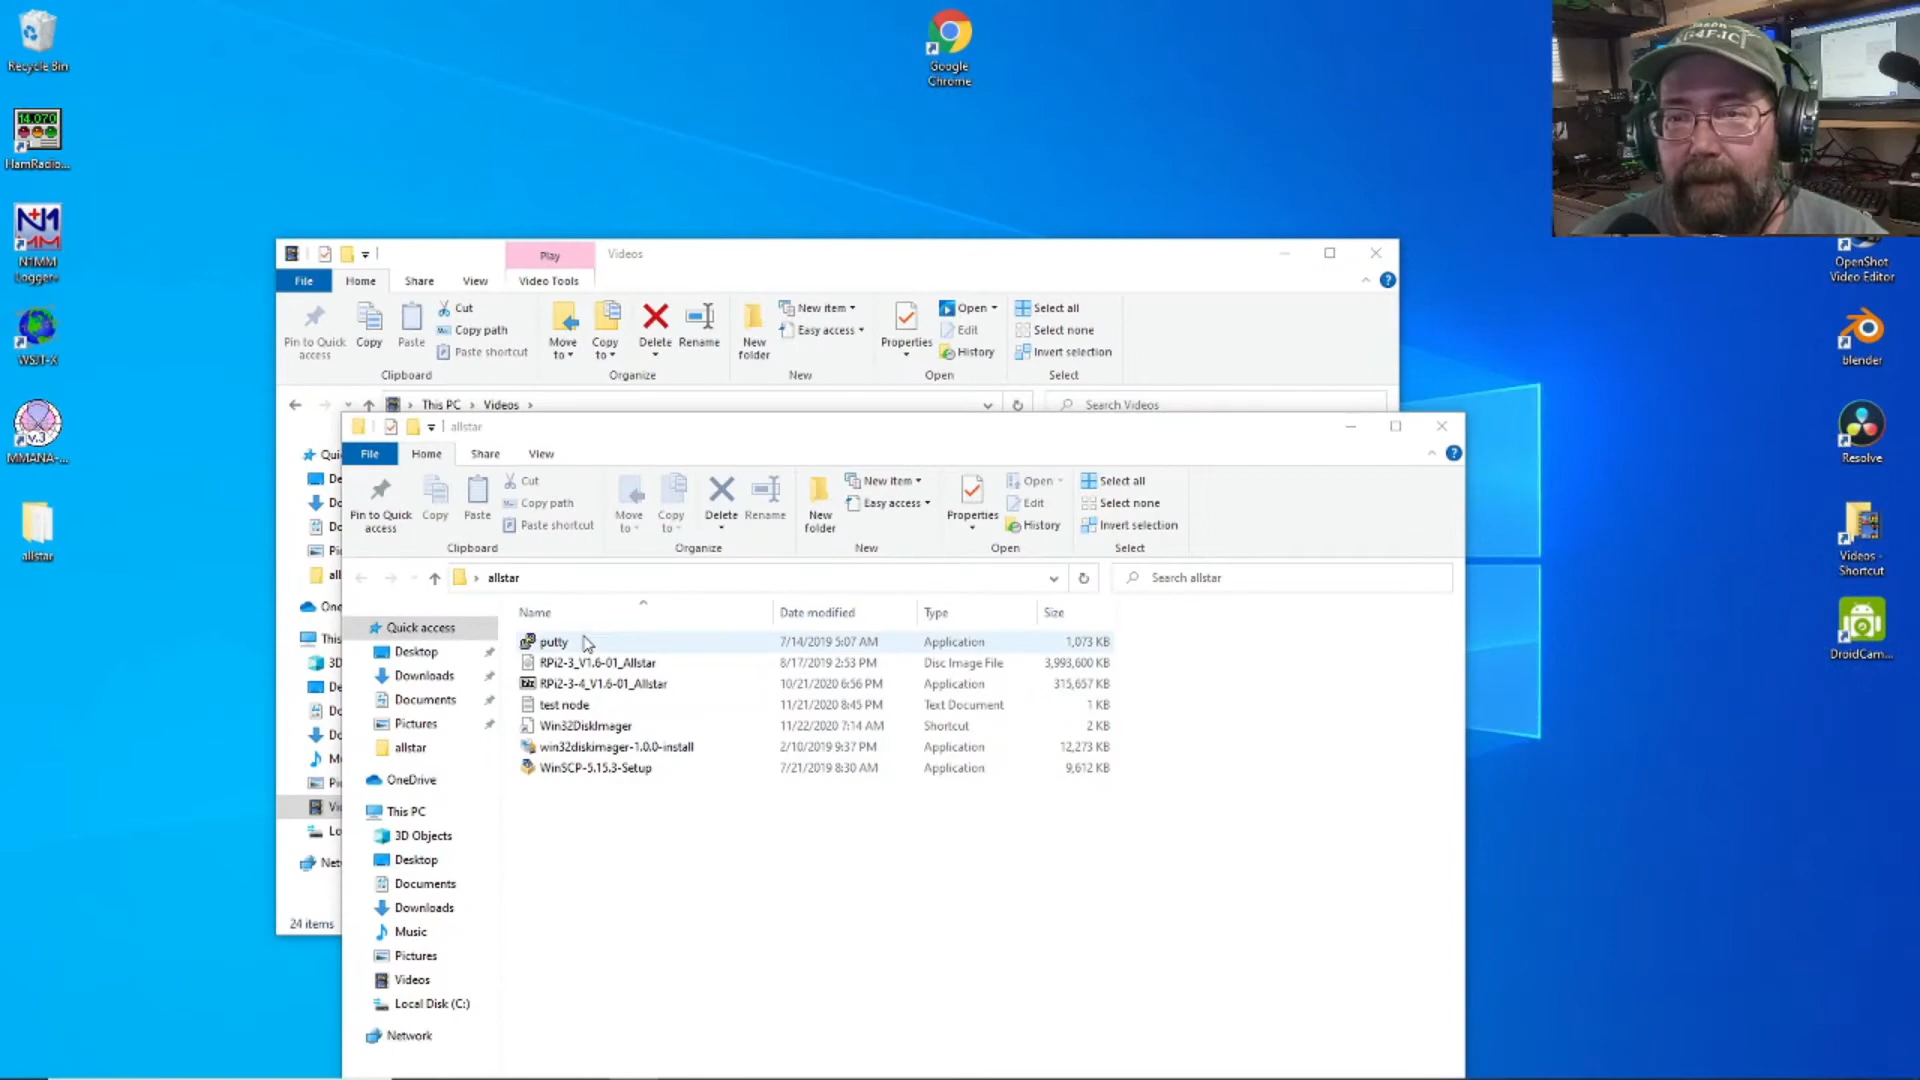 Recycle Bin
14.070
HamRadio...
N1MM
Logger+
WSJT-X
v.3
MMANA-...
allstar
Google
Chrome
OpenShot
Video Editor
blender
Resolve
Videos -
Shortcut
DroidCam...
Play
Videos
File
Home
Share
View
Video Tools
Pin to Quick
access
Copy
Paste
Cut
Copy path
Paste shortcut
Clipboard
Move
to
Copy
to
Delete
Rename
Organize
New
folder
New item
Easy access
New
Properties
Open
Edit
History
Open
Select all
Select none
Invert selection
Select
This PC > Videos >
Search Videos
24 items
allstar
File
Home
Share
View
Pin to Quick
access
Copy
Paste
Cut
Copy path
Paste shortcut
Clipboard
Move
to
Copy
to
Delete
Rename
Organize
New
folder
New item
Easy access
New
Properties
Open
Edit
History
Open
Select all
Select none
Invert selection
Select
> allstar
Search allstar
Quick access
Desktop
Downloads
Documents
Pictures
allstar
OneDrive
This PC
3D Objects
Desktop
Documents
Downloads
Music
Pictures
Videos
Local Disk (C:)
Network
Name Date modified Type Size
putty 7/14/2019 5:07 AM Application 1,073 KB
RPi2-3_V1.6-01_Allstar 8/17/2019 2:53 PM Disc Image File 3,993,600 KB
RPi2-3-4_V1.6-01_Allstar 10/21/2020 6:56 PM Application 315,657 KB
test node 11/21/2020 8:45 PM Text Document 1 KB
Win32DiskImager 11/22/2020 7:14 AM Shortcut 2 KB
win32diskimager-1.0.0-install 2/10/2019 9:37 PM Application 12,273 KB
WinSCP-5.15.3-Setup 7/21/2019 8:30 AM Application 9,612 KB